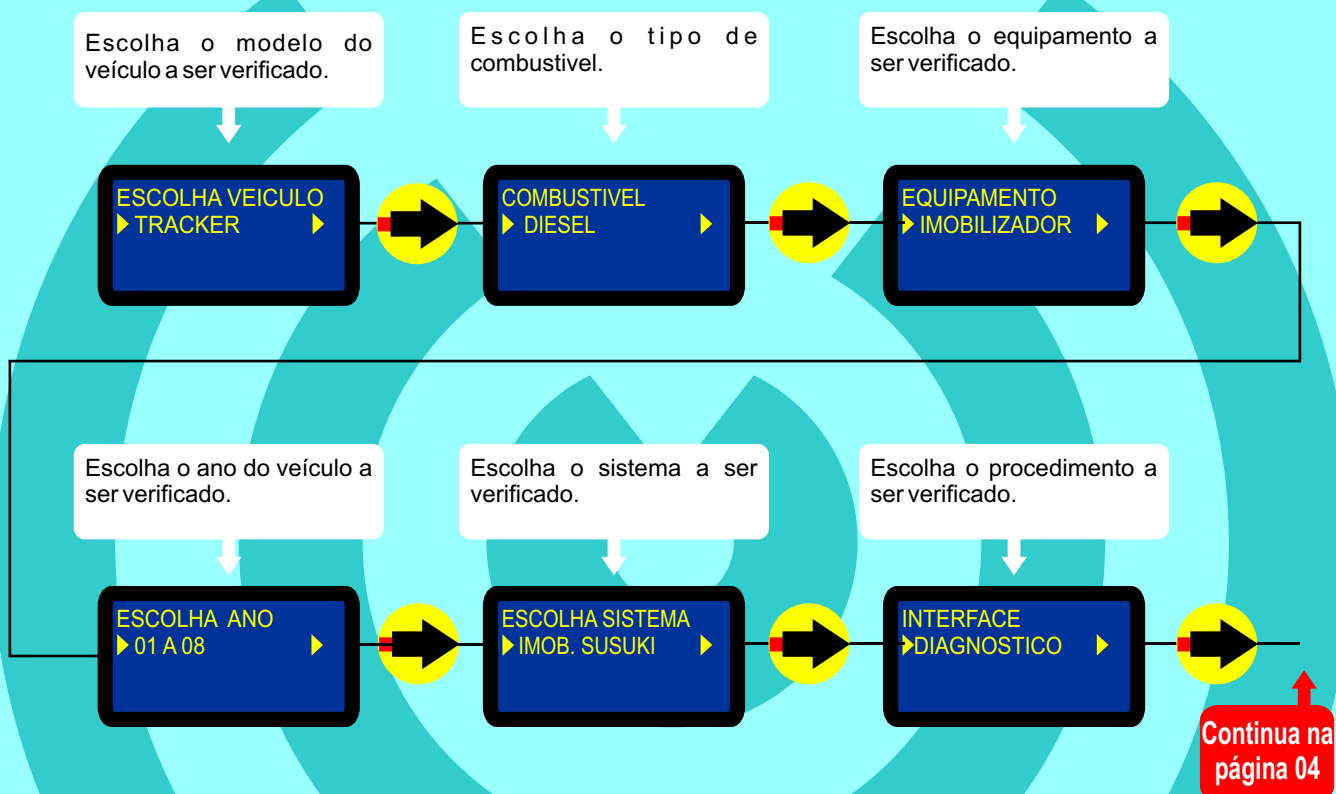 Escolha o modelo do
veículo a ser verificado.
Escolha o tipo de
combustivel.
Escolha o equipamento a
ser verificado.
ESCOLHA VEICULO
TRACKER
COMBUSTIVEL
DIESEL
EQUIPAMENTO
IMOBILIZADOR
Escolha o ano do veículo a
ser verificado.
Escolha o sistema a ser
verificado.
Escolha o procedimento a
ser verificado.
ESCOLHA ANO
01 A 08
ESCOLHA SISTEMA
IMOB. SUSUKI
INTERFACE
DIAGNOSTICO
Continua na
página 04